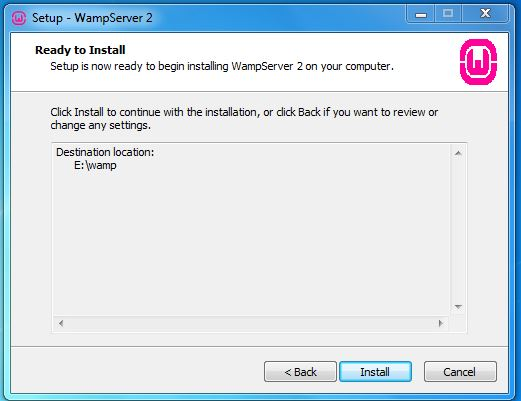 Setup - WampServer 2
Ready to Install
Setup is now ready to begin installing WampServer 2 on your computer.
Click Install to continue with the installation, or click Back if you want to review or
change any settings.
Destination location:
E:\wamp
< Back
Install
Cancel